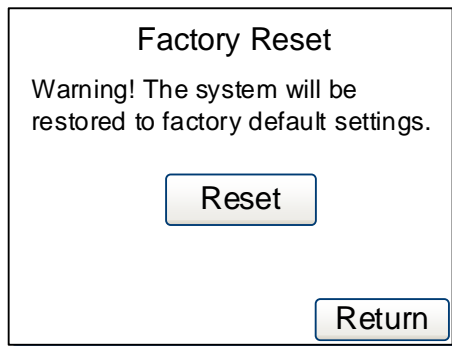 Factory Reset
Warning! The system will be
restored to factory default settings.
Reset
Return